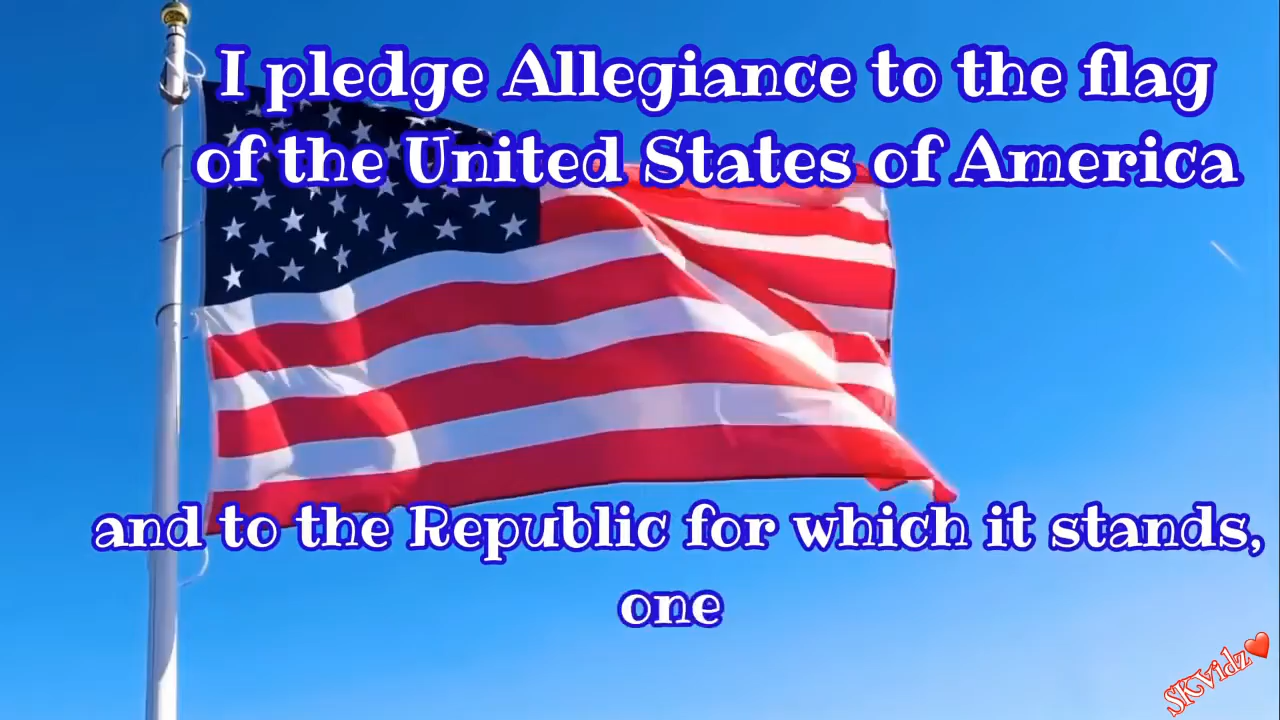 I pledge Allegiance to the flag
of the United States of America
and to the Republic for which it stands,
one
SKVidz